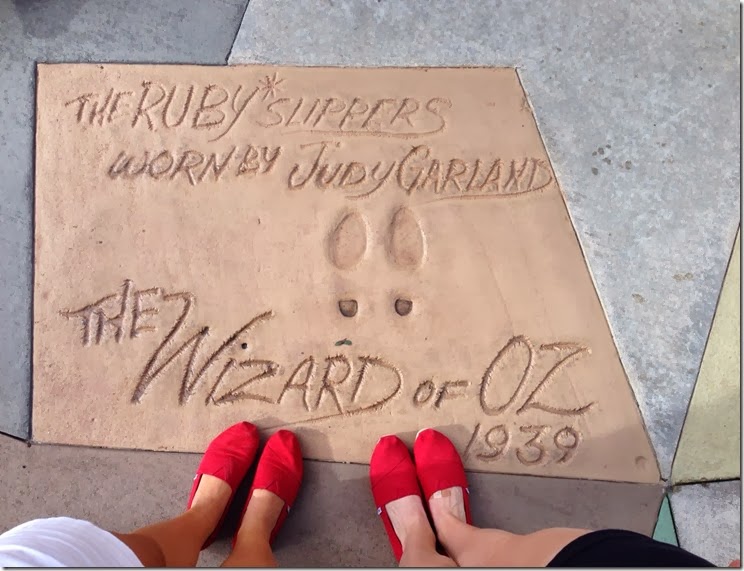 THE RUBY* SLIPPERS
WORN BY JUDY GARLAND
THE WIZARD OF OZ
1939